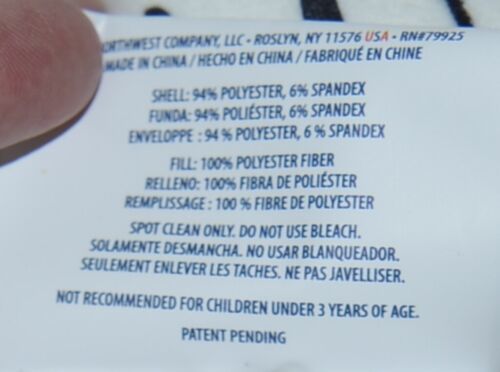 NORTHWEST COMPANY, LLC • ROSLYN, NY 11576 USA • RN#79925
MADE IN CHINA / HECHO EN CHINA / FABRIQUÉ EN CHINE
SHELL: 94% POLYESTER, 6% SPANDEX
FUNDA: 94% POLIÉSTER, 6% SPANDEX
ENVELOPPE : 94 % POLYESTER, 6 % SPANDEX
FILL: 100% POLYESTER FIBER
RELLENO: 100% FIBRA DE POLIÉSTER
REMPLISSAGE : 100 % FIBRE DE POLYESTER
SPOT CLEAN ONLY. DO NOT USE BLEACH.
SOLAMENTE DESMANCHA. NO USAR BLANQUEADOR.
SEULEMENT ENLEVER LES TACHES. NE PAS JAVELLISER.
NOT RECOMMENDED FOR CHILDREN UNDER 3 YEARS OF AGE.
PATENT PENDING